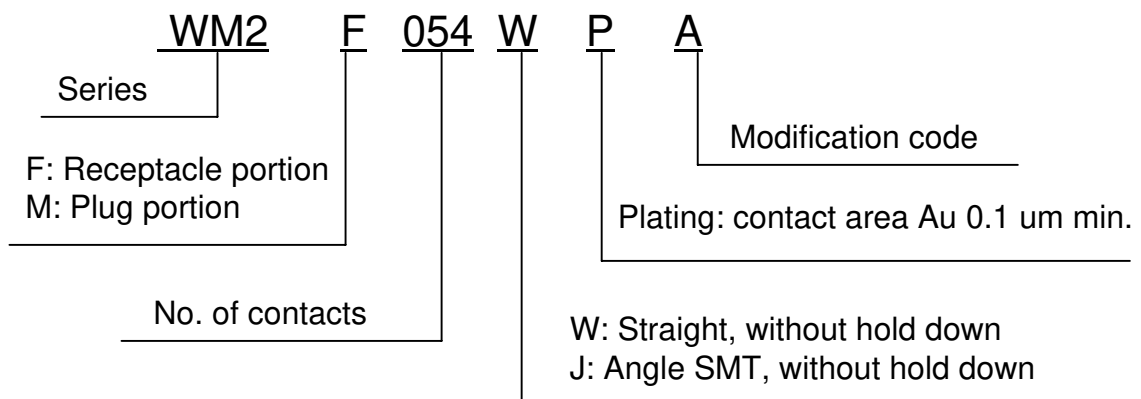 WM2 F 054 W P A
Series
Modification code
F: Receptacle portion
M: Plug portion
Plating: contact area Au 0.1 um min.
No. of contacts
W: Straight, without hold down
J: Angle SMT, without hold down